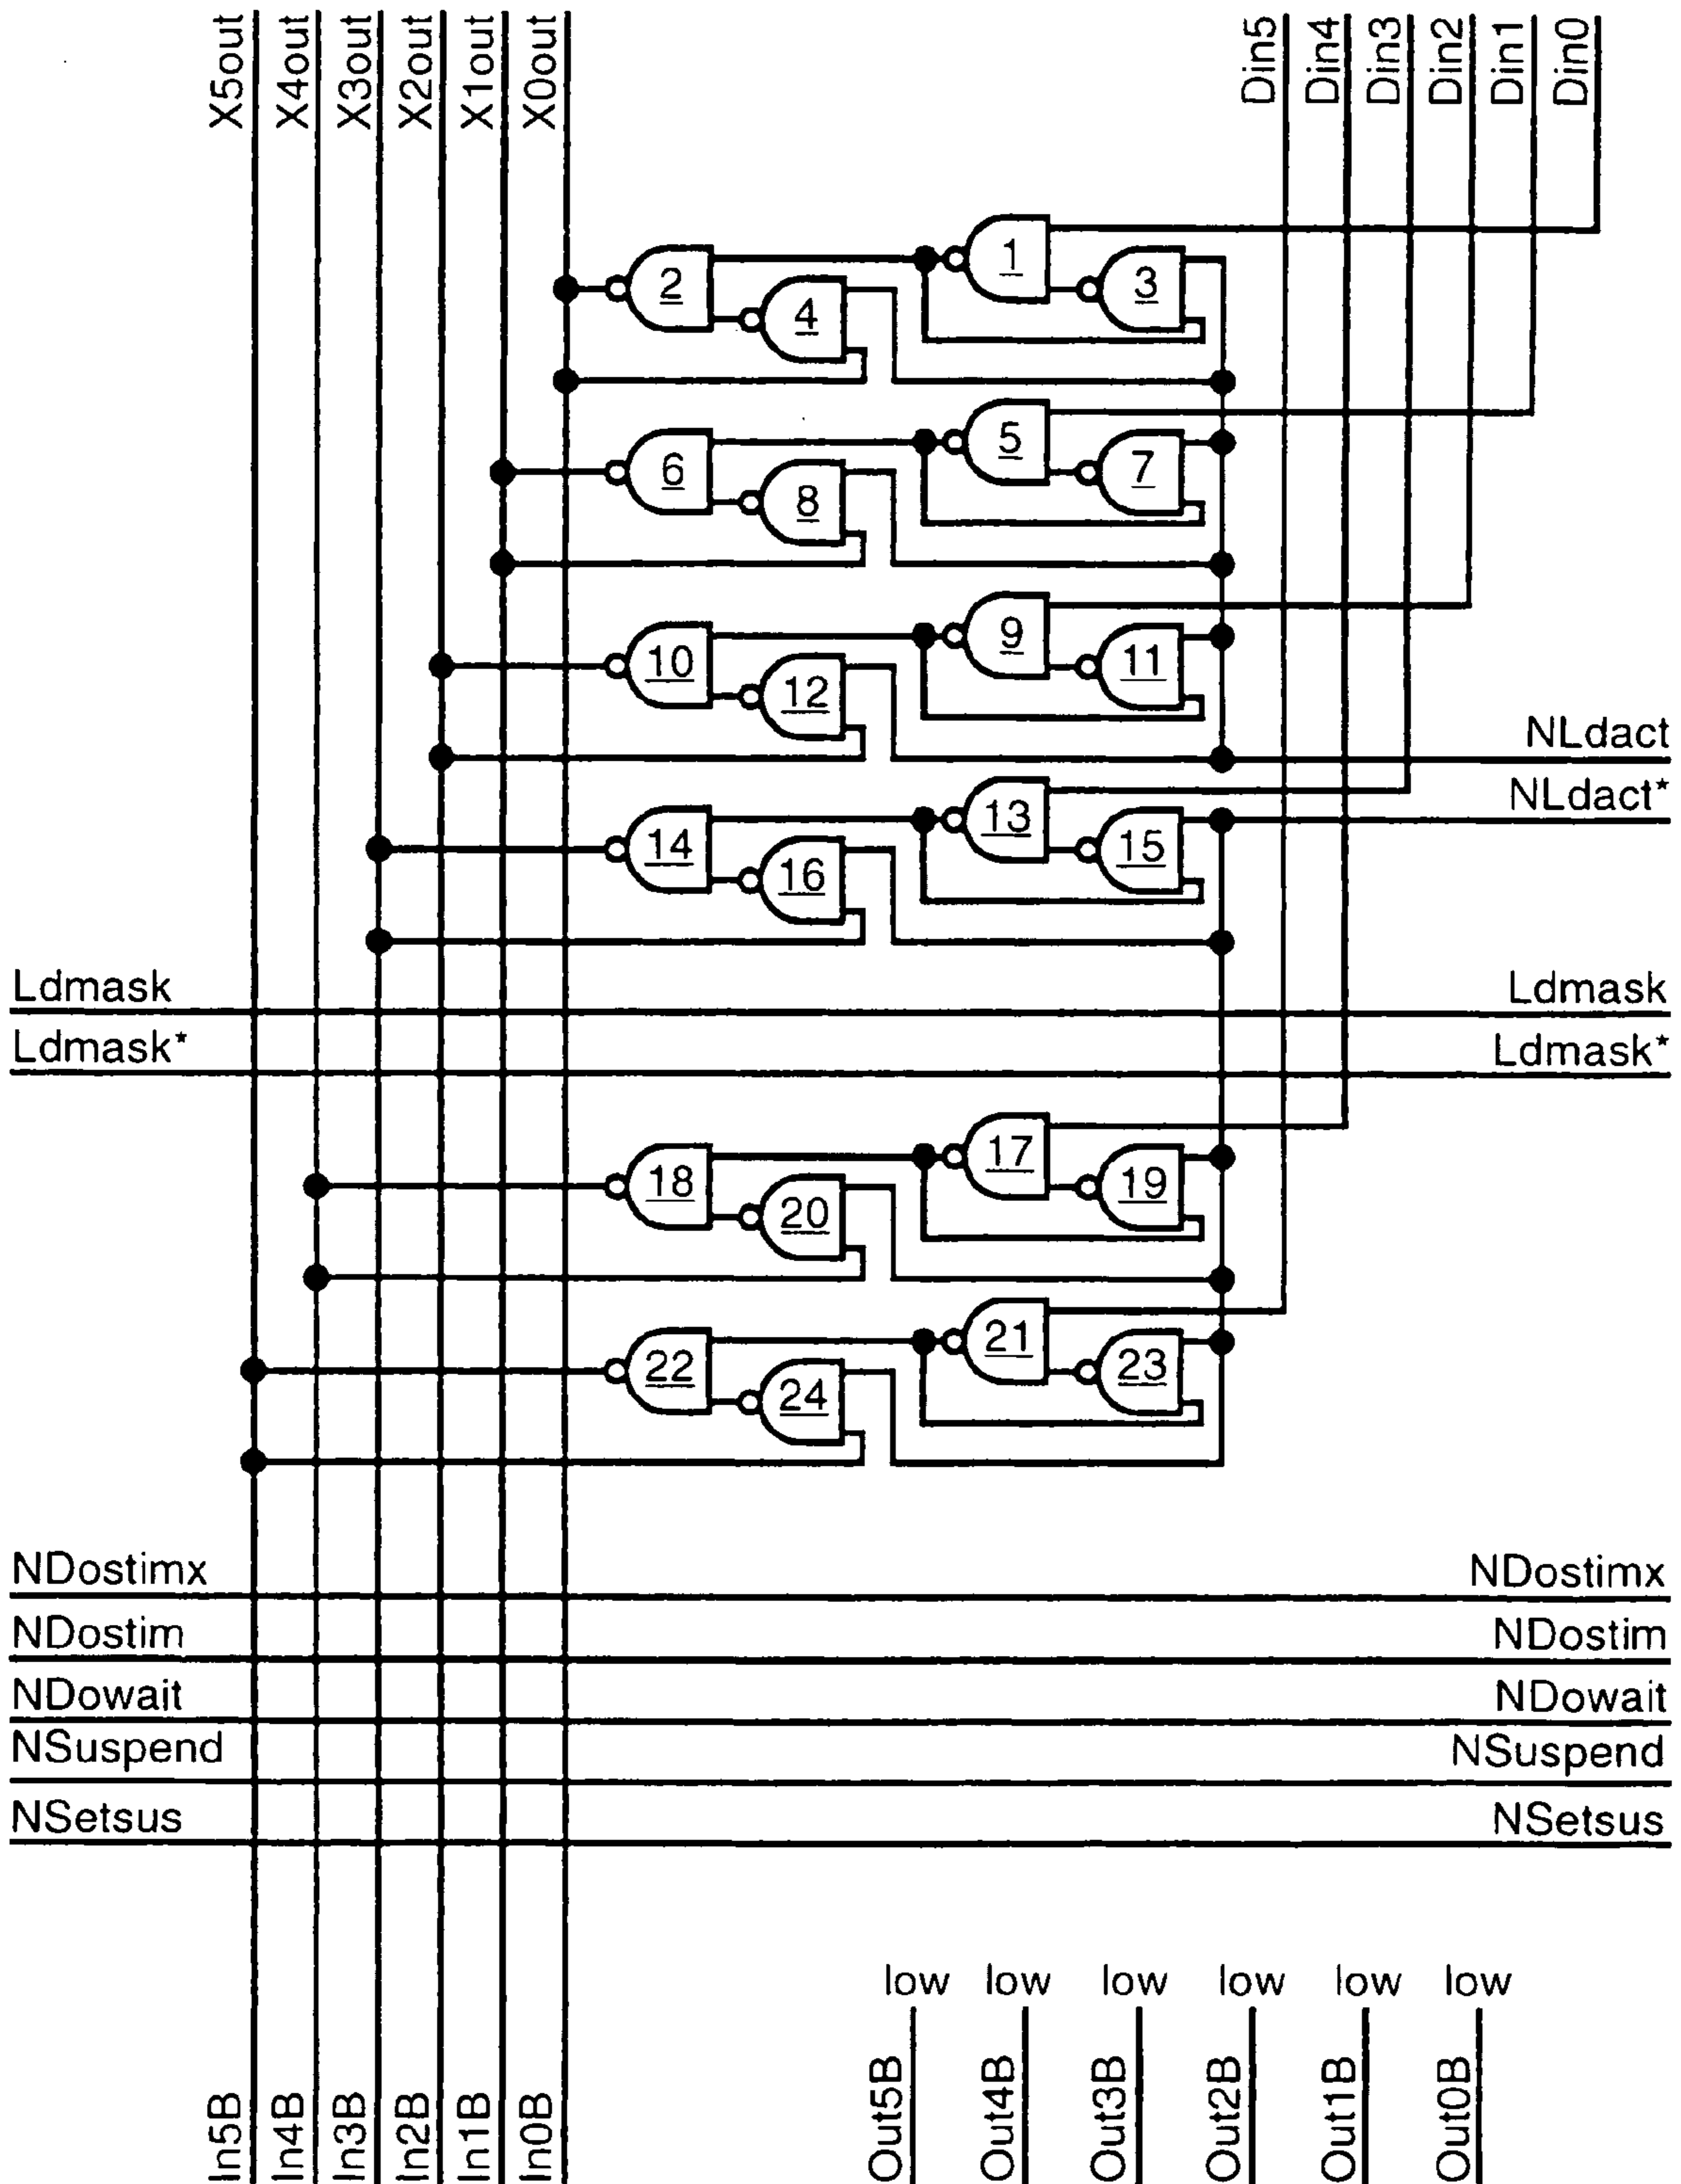 X5out X4out X3out X2out X1out X0out Din5 Din4 Din3 Din2 Din1 Din0
1
2 3
4
5
6 7
8
9
10 11
12
NLdact
NLdact*
13
14 15
16
Ldmask Ldmask
Ldmask* Ldmask*
17
18 19
20
21
22 23
24
NDostimx NDostimx
NDostim NDostim
NDowait NDowait
NSuspend NSuspend
NSetsus NSetsus
low low low low low low
In5B In4B In3B In2B In1B In0B Out5B Out4B Out3B Out2B Out1B Out0B